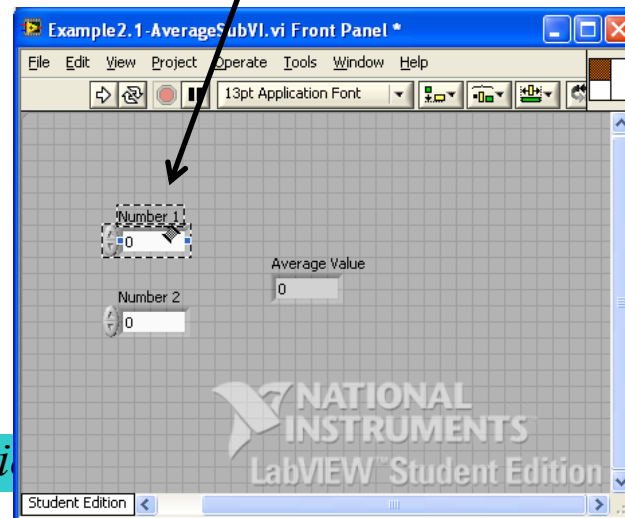 Example2.1-AverageSubVI.vi Front Panel *
File Edit View Project Operate Tools Window Help
13pt Application Font
Number 1
0
Average Value
0
Number 2
0
NATIONAL
INSTRUMENTS
LabVIEW™ Student Edition
Student Edition